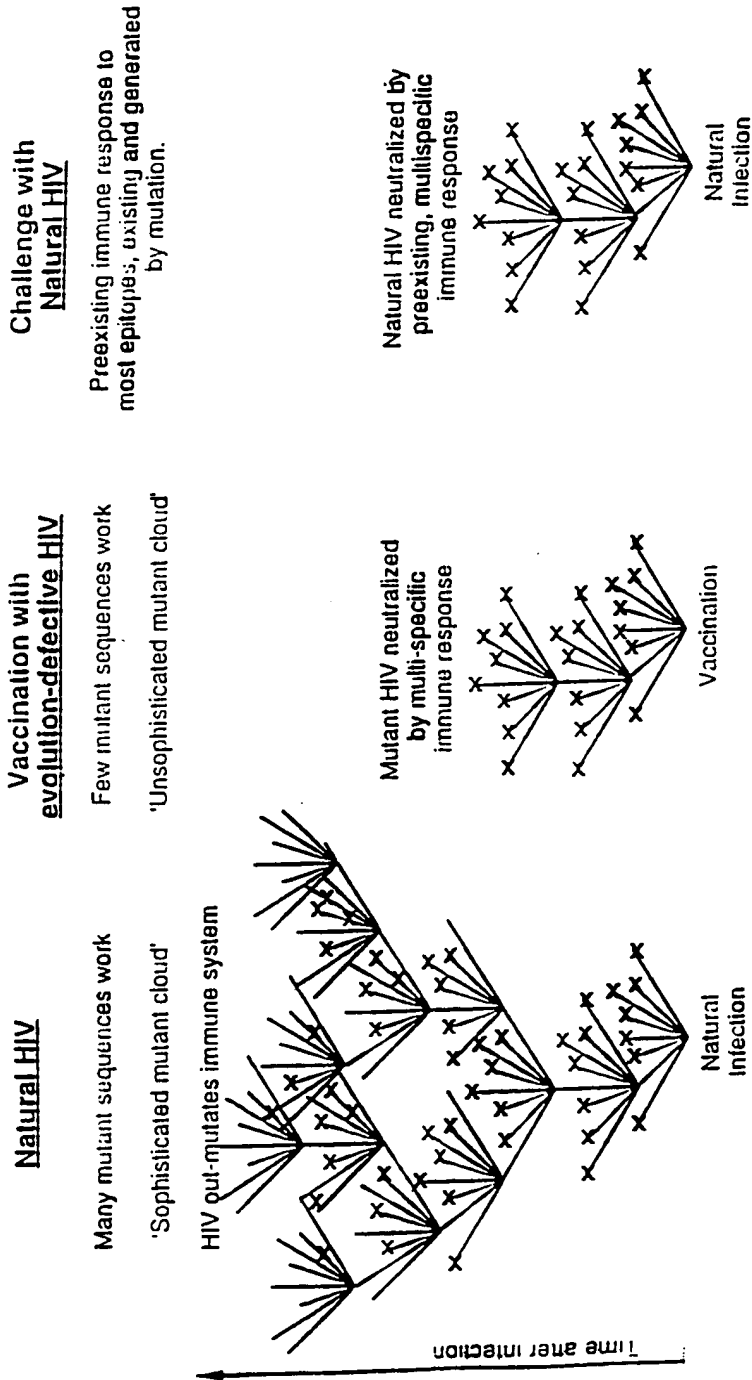 Natural HIV
Many mutant sequences work
'Sophisticated mutant cloud'
HIV out-mutates immune system
Natural
Infection
Time after infection
Vaccination with
evolution-defective HIV
Few mutant sequences work
'Unsophisticated mutant cloud'
Mutant HIV neutralized
by multi-specific
immune response
Vaccination
Challenge with
Natural HIV
Preexisting immune response to
most epitopes, existing and generated
by mutation.
Natural HIV neutralized by
preexisting, multispecific
immune response
Natural
Infection